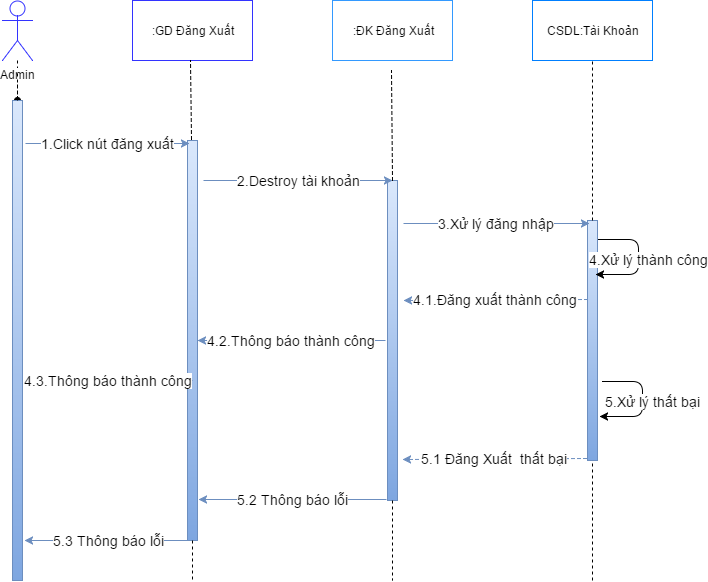 :GD Đăng Xuất
:ĐK Đăng Xuất
CSDL:Tài Khoản
Admin
1.Click nút đăng xuất
2.Destroy tài khoản
3.Xử lý đăng nhập
4.Xử lý thành công
4.1.Đăng xuất thành công
4.2.Thông báo thành công
4.3.Thông báo thành công
5.Xử lý thất bại
5.1 Đăng Xuất  thất bại
5.2 Thông báo lỗi
5.3 Thông báo lỗi